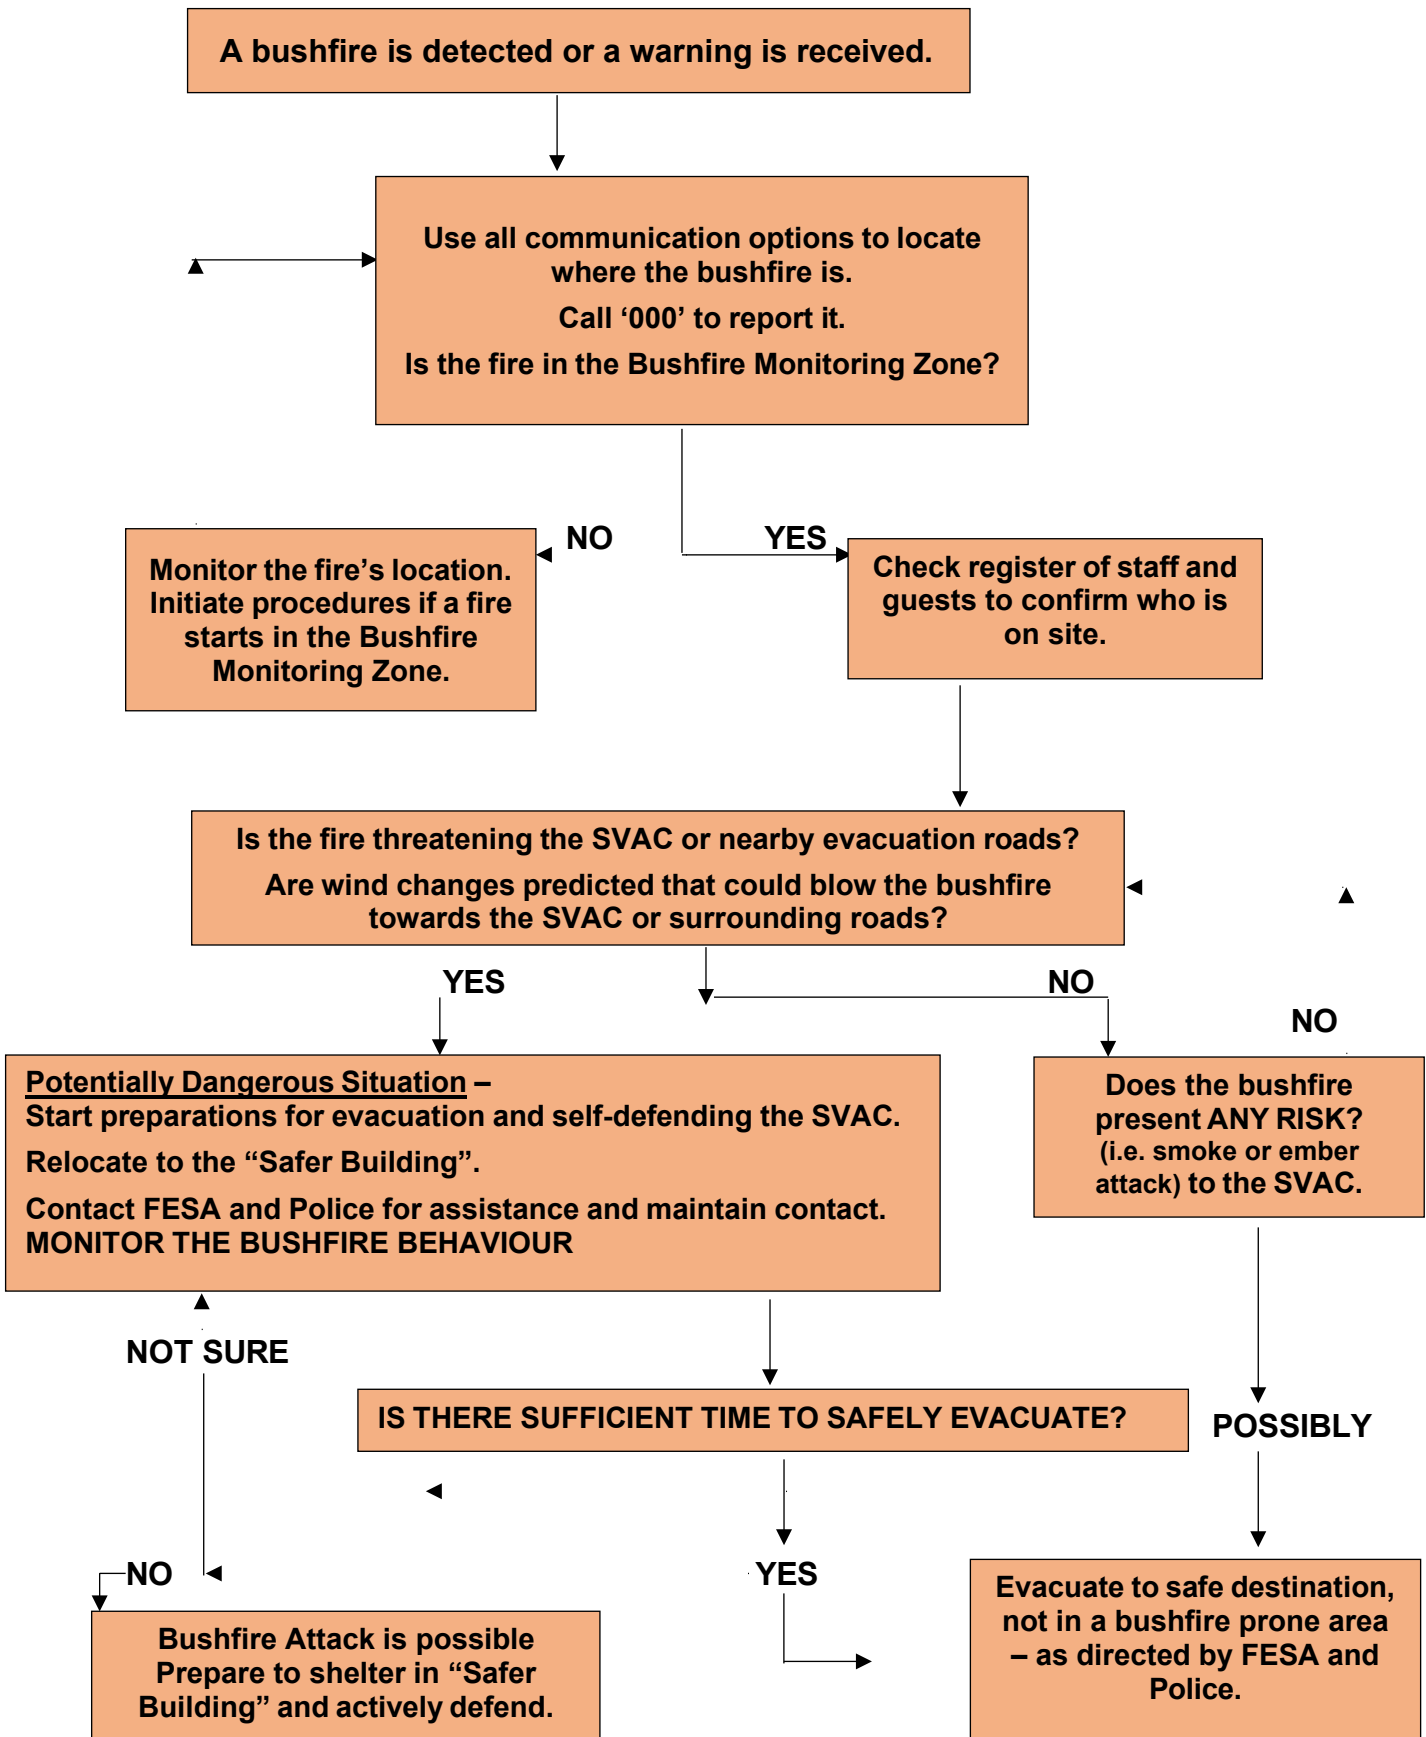 A bushfire is detected or a warning is received.
Use all communication options to locate
where the bushfire is.
Call ‘000’ to report it.
Is the fire in the Bushfire Monitoring Zone?
NO
YES
Monitor the fire’s location.
Initiate procedures if a fire
starts in the Bushfire
Monitoring Zone.
Check register of staff and
guests to confirm who is
on site.
Is the fire threatening the SVAC or nearby evacuation roads?
Are wind changes predicted that could blow the bushfire
towards the SVAC or surrounding roads?
YES
NO
NO
Potentially Dangerous Situation –
Start preparations for evacuation and self-defending the SVAC.
Relocate to the “Safer Building”.
Contact FESA and Police for assistance and maintain contact.
MONITOR THE BUSHFIRE BEHAVIOUR
Does the bushfire
present ANY RISK?
(i.e. smoke or ember
attack) to the SVAC.
NOT SURE
IS THERE SUFFICIENT TIME TO SAFELY EVACUATE?
POSSIBLY
NO
YES
Bushfire Attack is possible
Prepare to shelter in “Safer
Building” and actively defend.
Evacuate to safe destination,
not in a bushfire prone area
– as directed by FESA and
Police.